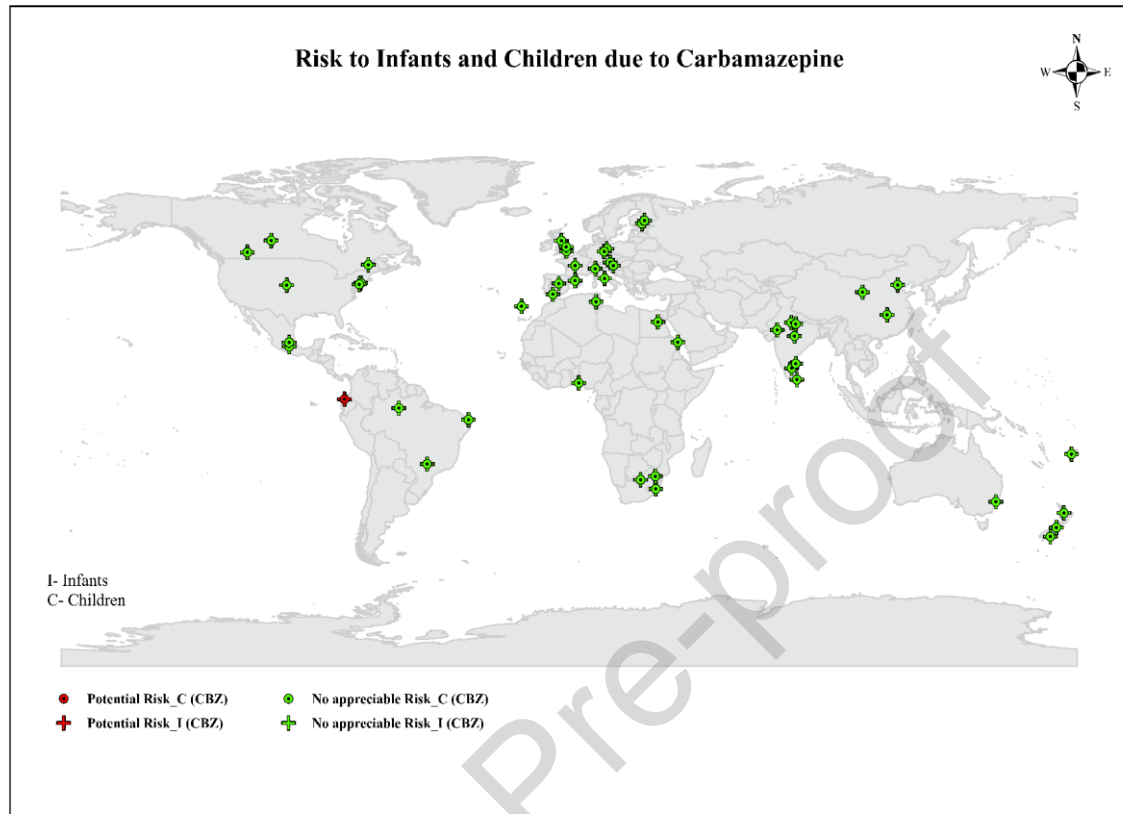 Risk to Infants and Children due to Carbamazepine
N
W E
S
I- Infants
C- Children
Potential Risk_C (CBZ) No appreciable Risk_C (CBZ)
Potential Risk_I (CBZ) No appreciable Risk_I (CBZ)
Pre-proof